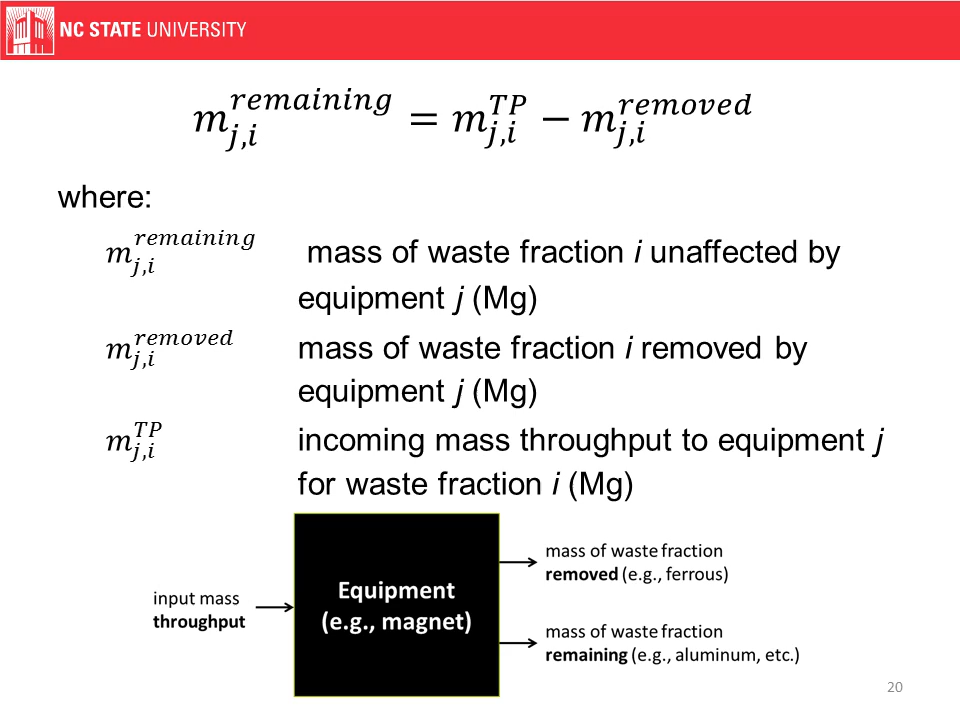 NC STATE UNIVERSITY
m_{j,i}^{remaining} = m_{j,i}^{TP} − m_{j,i}^{removed}
where:
m_{j,i}^{remaining} mass of waste fraction i unaffected by
equipment j (Mg)
m_{j,i}^{removed} mass of waste fraction i removed by
equipment j (Mg)
m_{j,i}^{TP} incoming mass throughput to equipment j
for waste fraction i (Mg)
input mass
throughput
Equipment
(e.g., magnet)
mass of waste fraction
removed (e.g., ferrous)
mass of waste fraction
remaining (e.g., aluminum, etc.)
20